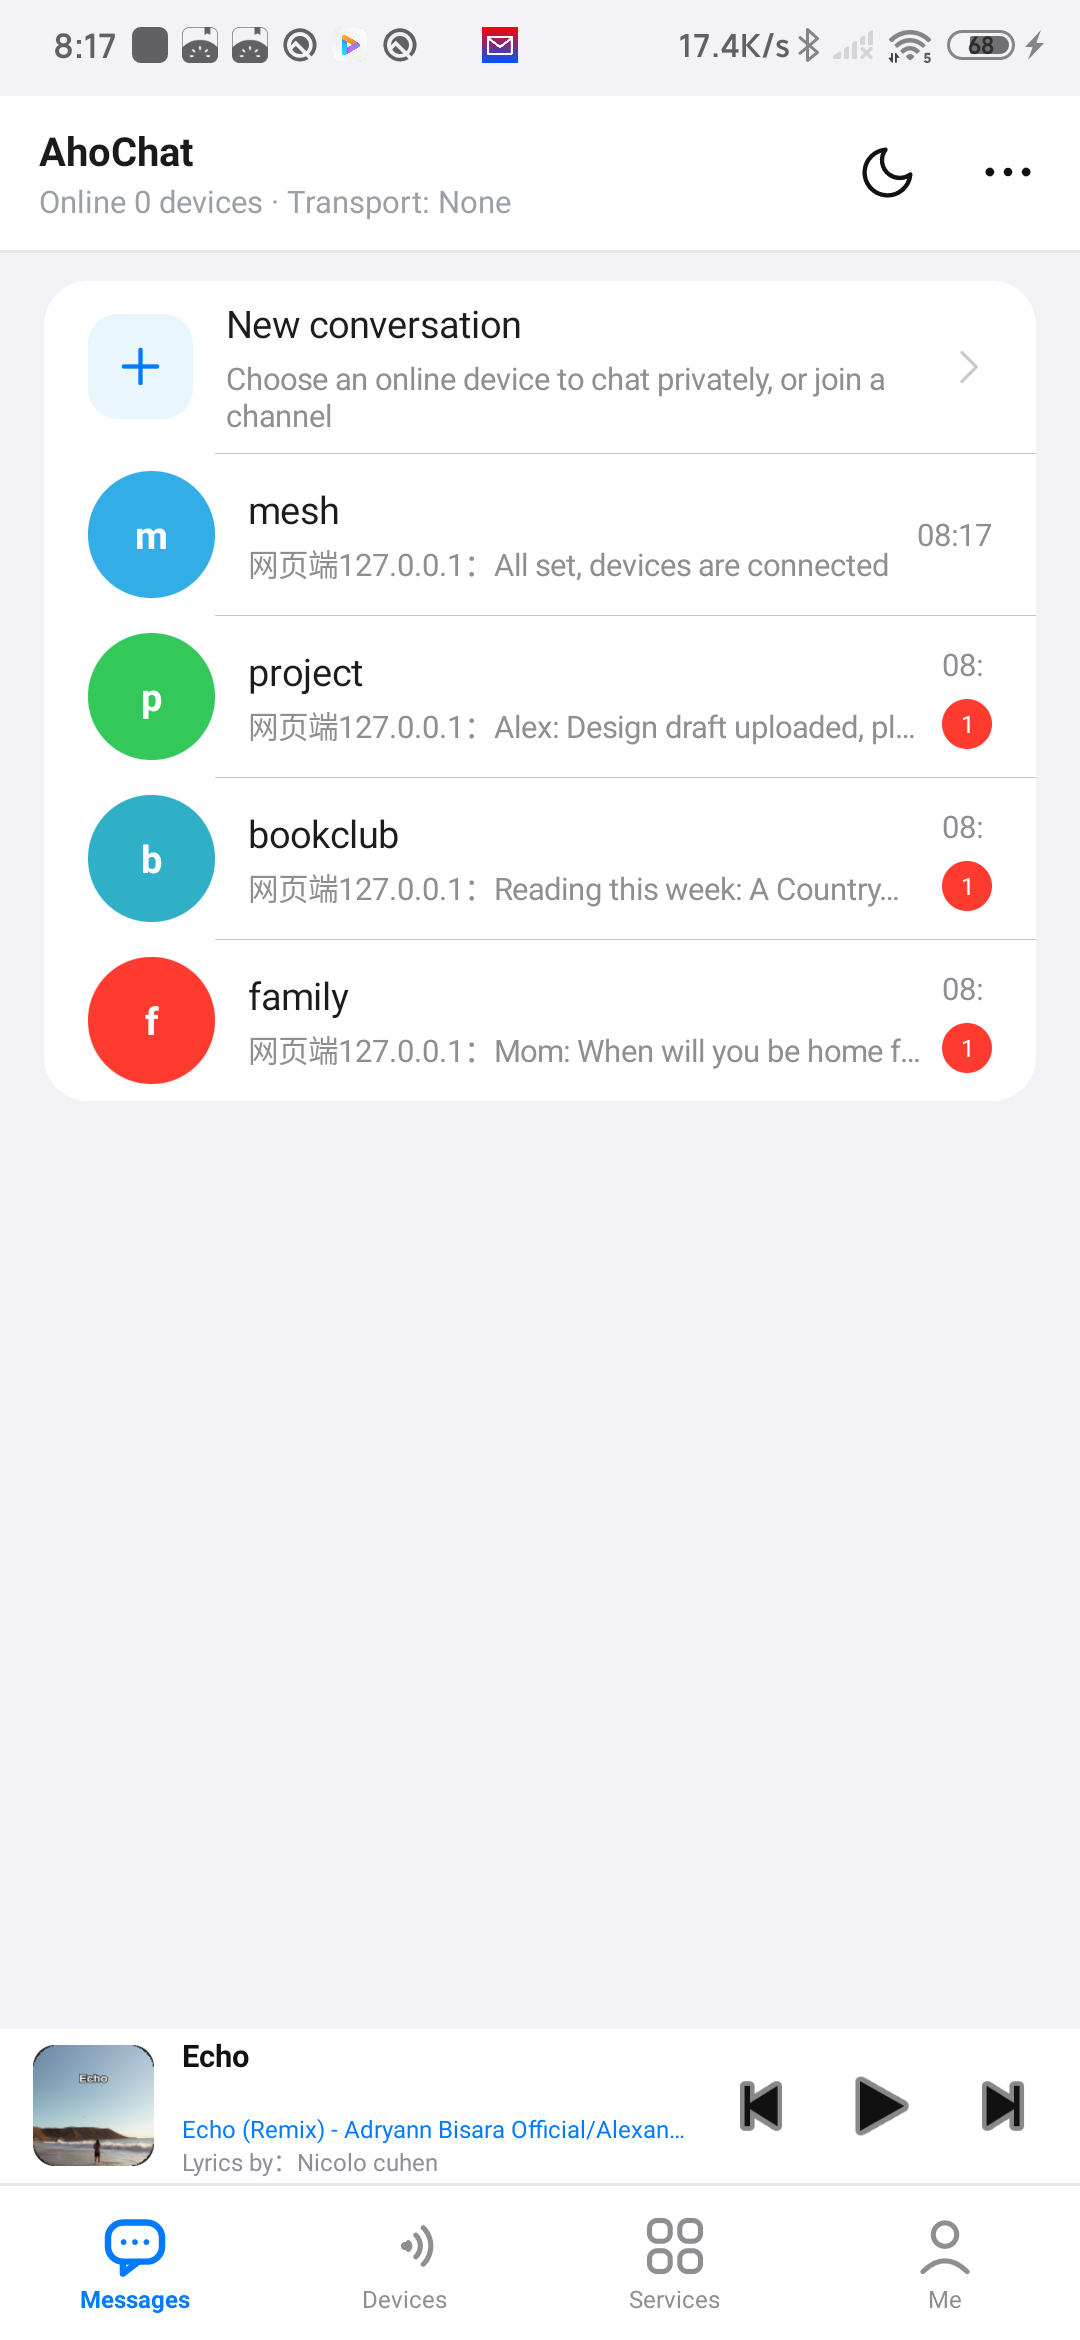 8:17
17.4K/s
5
68
AhoChat
Online 0 devices · Transport: None
New conversation
Choose an online device to chat privately, or join a
channel
m
mesh
08:17
网页端127.0.0.1：All set, devices are connected
p
project
08:
网页端127.0.0.1：Alex: Design draft uploaded, pl...
1
b
bookclub
08:
网页端127.0.0.1：Reading this week: A Country...
1
f
family
08:
网页端127.0.0.1：Mom: When will you be home f...
1
Echo
Echo
Echo (Remix) - Adryann Bisara Official/Alexan...
Lyrics by：Nicolo cuhen
Messages
Devices
Services
Me